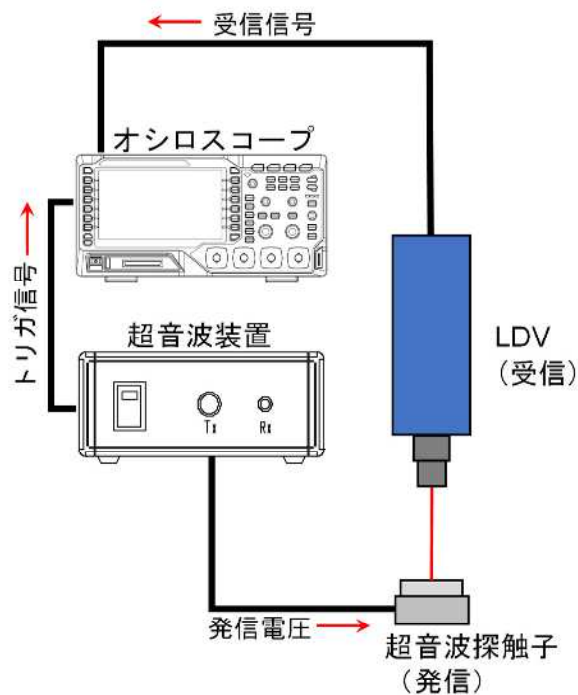 受信信号
オシロスコープ
トリガ信号
超音波装置
Tx
Rx
LDV
（受信）
発信電圧
超音波探触子
（発信）